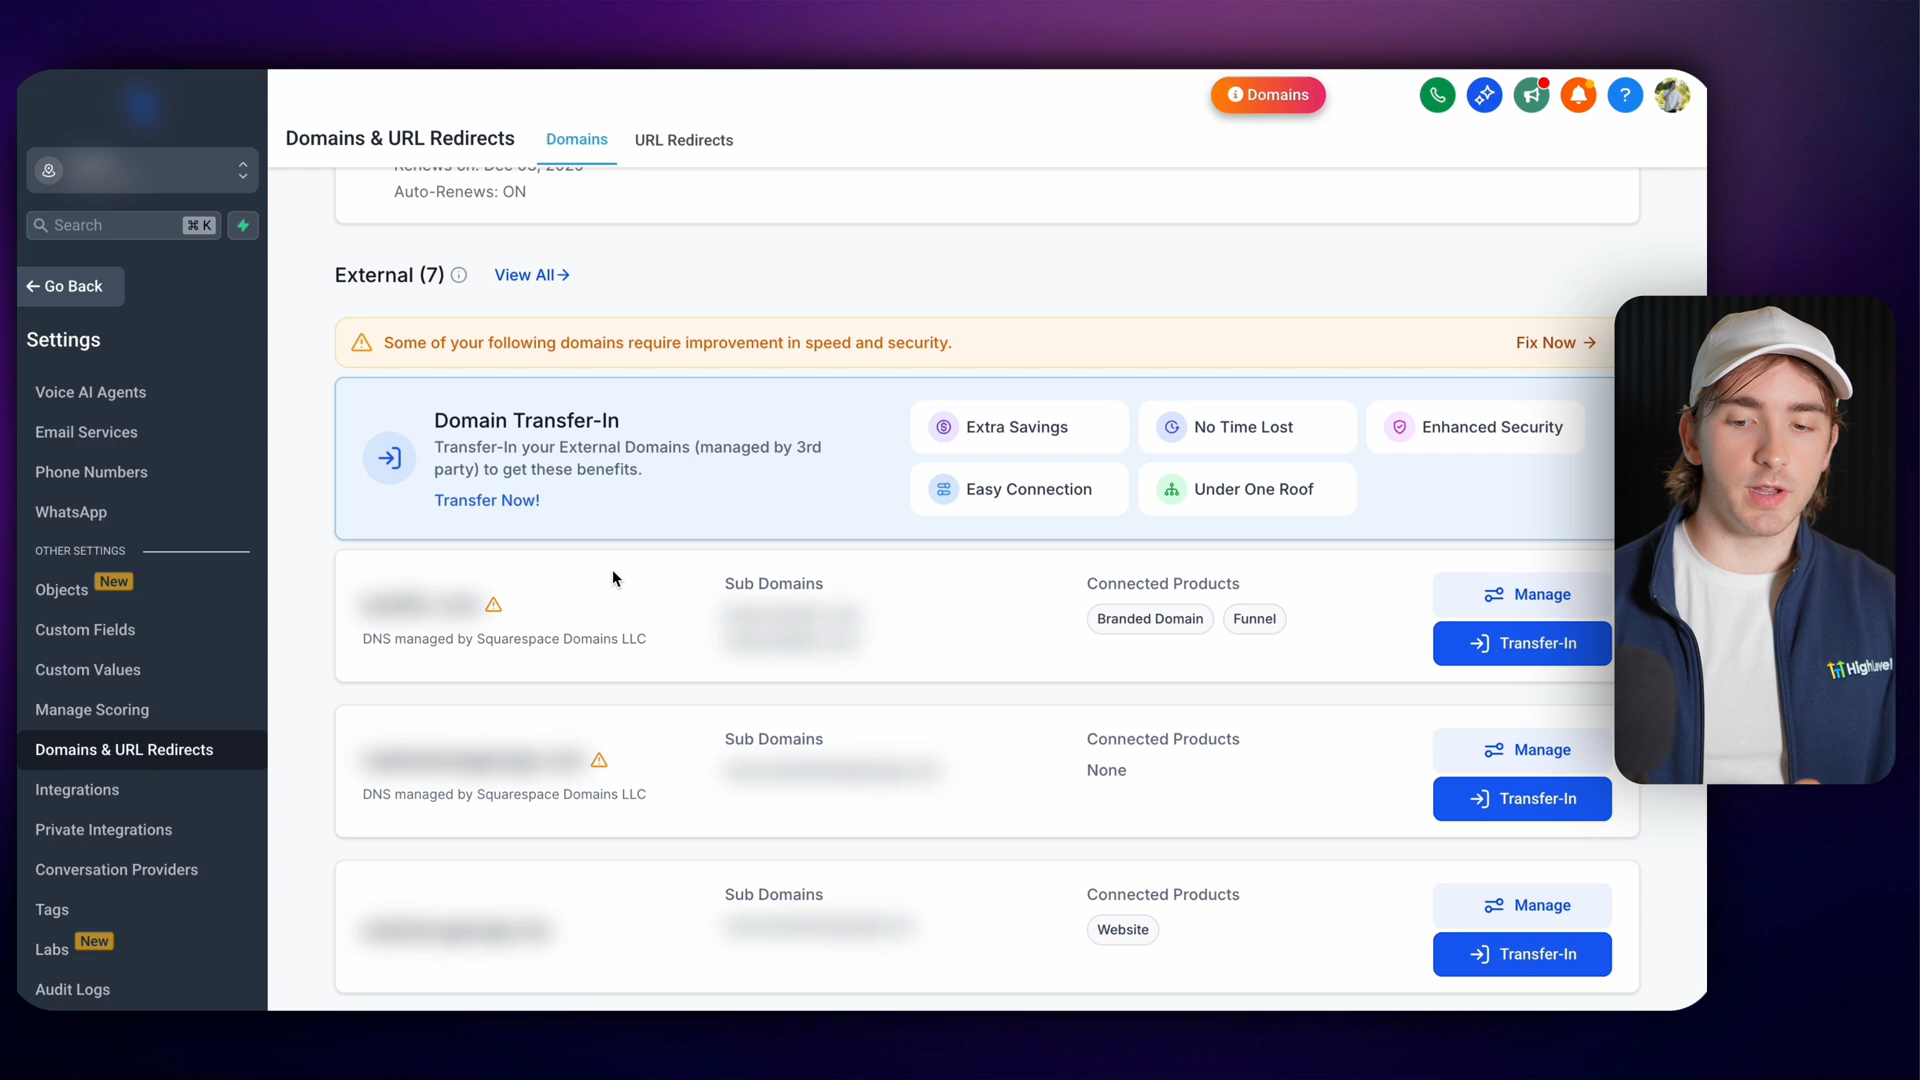 Domains
Domains & URL Redirects
Domains
URL Redirects
Search
⌘ K
Go Back
Settings
Voice AI Agents
Email Services
Phone Numbers
WhatsApp
OTHER SETTINGS
Objects New
Custom Fields
Custom Values
Manage Scoring
Domains & URL Redirects
Integrations
Private Integrations
Conversation Providers
Tags
Labs New
Audit Logs
Auto-Renews: ON
External (7)
View All
Some of your following domains require improvement in speed and security.
Fix Now
Domain Transfer-In
Transfer-In your External Domains (managed by 3rd
party) to get these benefits.
Transfer Now!
Extra Savings
No Time Lost
Enhanced Security
Easy Connection
Under One Roof
DNS managed by Squarespace Domains LLC
Sub Domains
Connected Products
Branded Domain
Funnel
Manage
Transfer-In
DNS managed by Squarespace Domains LLC
Sub Domains
Connected Products
None
Manage
Transfer-In
Sub Domains
Connected Products
Website
Manage
Transfer-In
HighLevel